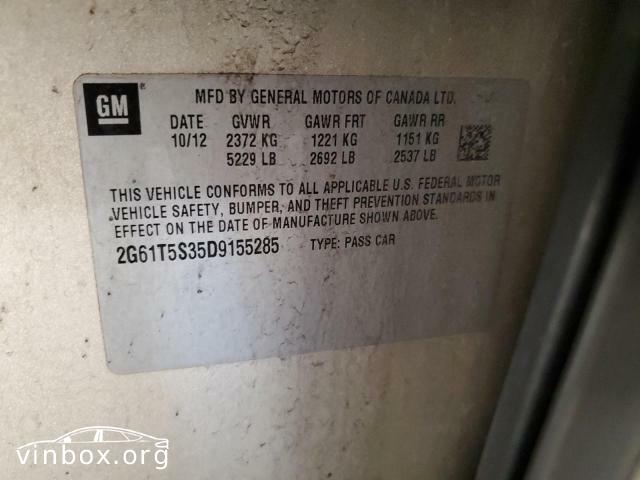 GM ®
MFD BY GENERAL MOTORS OF CANADA LTD.
DATE GVWR GAWR FRT GAWR RR
10/12 2372 KG 1221 KG 1151 KG
5229 LB 2692 LB 2537 LB
THIS VEHICLE CONFORMS TO ALL APPLICABLE U.S. FEDERAL MOTOR
VEHICLE SAFETY, BUMPER, AND THEFT PREVENTION STANDARDS IN
EFFECT ON THE DATE OF MANUFACTURE SHOWN ABOVE.
2G61T5S35D9155285 TYPE: PASS CAR
vinbox.org